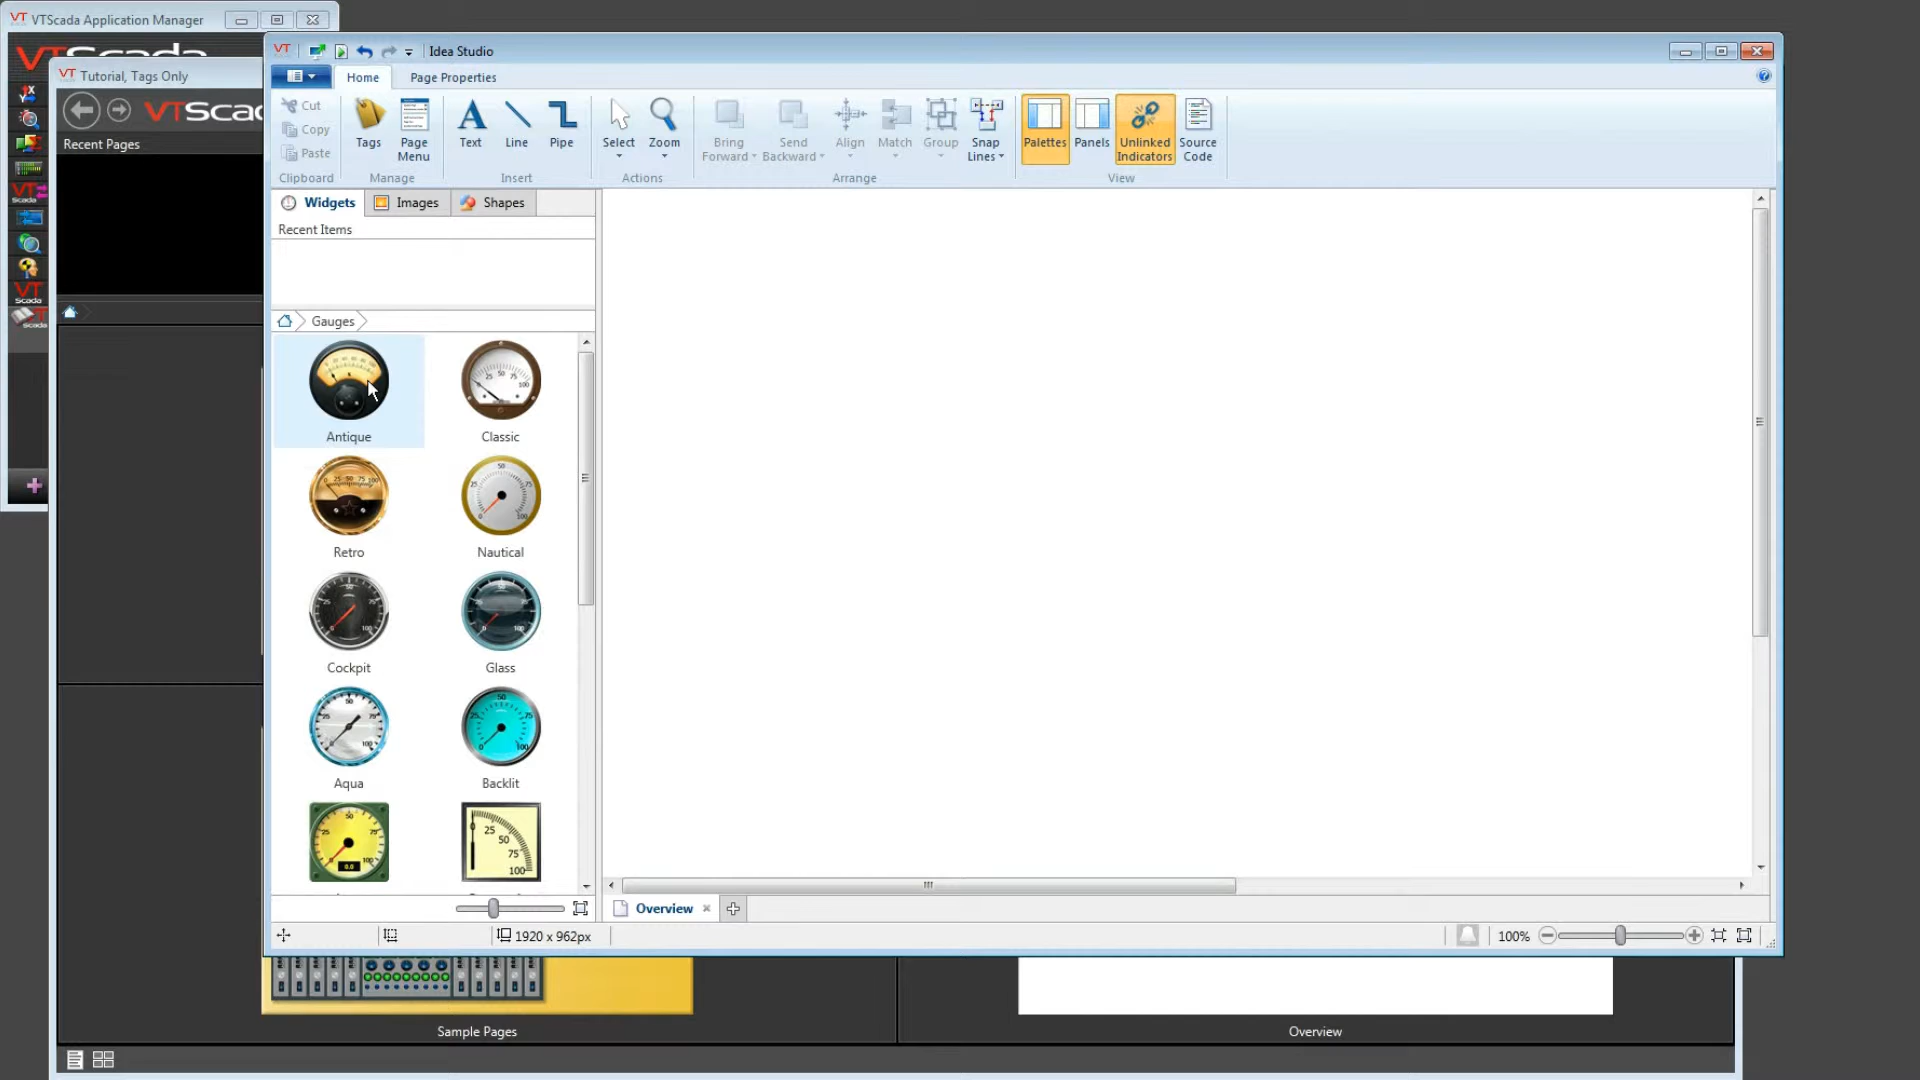 VTScada Application Manager
Tutorial, Tags Only
Recent Pages
Idea Studio
Home
Page Properties
Cut
Copy
Paste
Clipboard
Tags
Page
Menu
Manage
Text
Line
Pipe
Insert
Select
Zoom
Actions
Bring
Forward
Send
Backward
Align
Match
Group
Snap
Lines
Arrange
Palettes
Panels
Unlinked
Indicators
Source
Code
View
Widgets
Images
Shapes
Recent Items
Gauges
Antique
Classic
Retro
Nautical
Cockpit
Glass
Aqua
Backlit
Overview
1920 x 962px
100%
Sample Pages
Overview